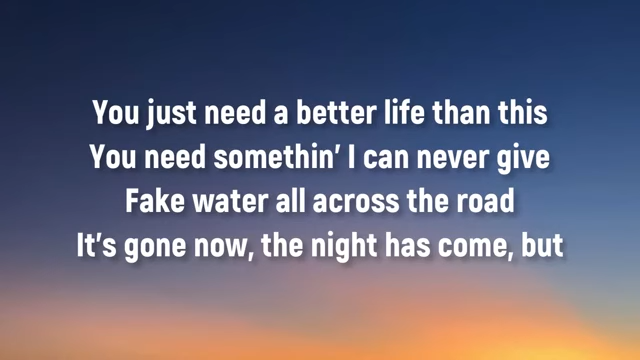 You just need a better life than this
You need somethin' I can never give
Fake water all across the road
It's gone now, the night has come, but